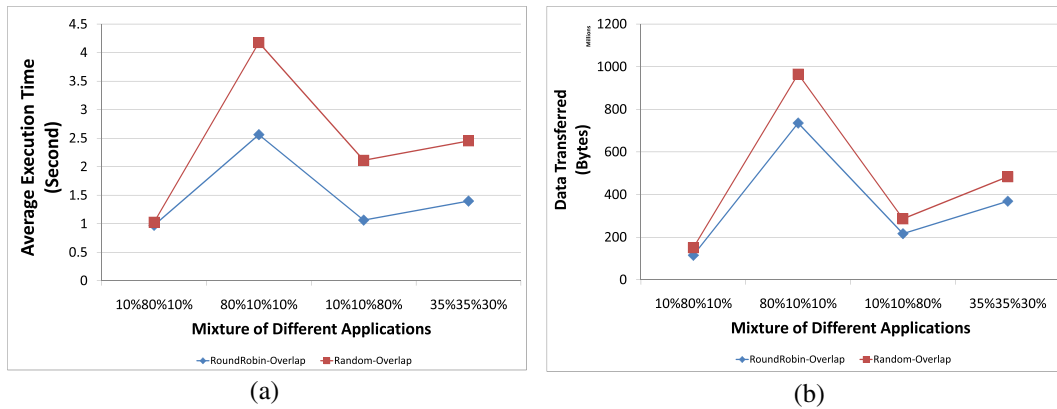 4.5
4
3.5
3
2.5
2
1.5
1
0.5
0
Average Execution Time
(Second)
10%80%10%
80%10%10%
10%10%80%
35%35%30%
Mixture of Different Applications
RoundRobin-Overlap
Random-Overlap
(a)
1200
1000
800
600
400
200
0
Millions
Data Transferred
(Bytes)
10%80%10%
80%10%10%
10%10%80%
35%35%30%
Mixture of Different Applications
RoundRobin-Overlap
Random-Overlap
(b)